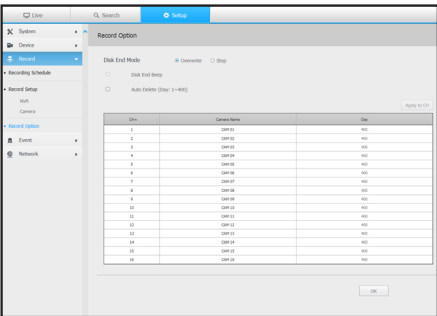 Live Search Setup
System
Device
Record
Recording Schedule
Record Setup
NVR
Camera
Record Option
Event
Network
Record Option
Disk End Mode Overwrite Stop
Disk End Beep
Auto Delete (Day: 1~400)
Apply to CH
CH Camera Name Day
1 CAM 01 400
2 CAM 02 400
3 CAM 03 400
4 CAM 04 400
5 CAM 05 400
6 CAM 06 400
7 CAM 07 400
8 CAM 08 400
9 CAM 09 400
10 CAM 10 400
11 CAM 11 400
12 CAM 12 400
13 CAM 13 400
14 CAM 14 400
15 CAM 15 400
16 CAM 16 400
OK